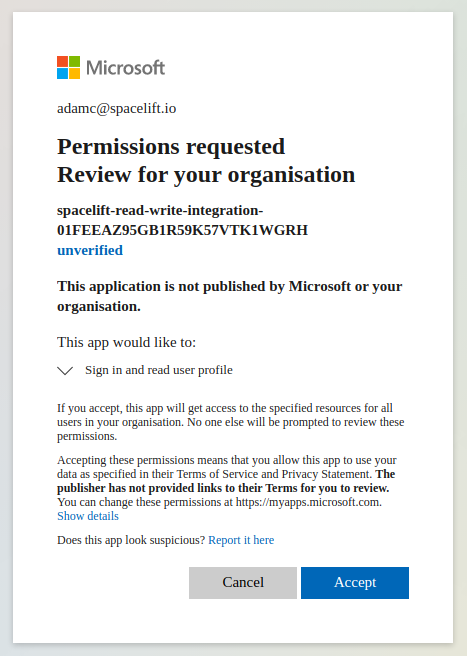 Microsoft
adamc@spacelift.io
Permissions requested
Review for your organisation
spacelift-read-write-integration-
01FEEAZ95GB1R59K57VTK1WGRH
unverified
This application is not published by Microsoft or your
organisation.
This app would like to:
Sign in and read user profile
If you accept, this app will get access to the specified resources for all
users in your organisation. No one else will be prompted to review these
permissions.
Accepting these permissions means that you allow this app to use your
data as specified in their Terms of Service and Privacy Statement. The
publisher has not provided links to their Terms for you to review.
You can change these permissions at https://myapps.microsoft.com.
Show details
Does this app look suspicious? Report it here
Cancel Accept